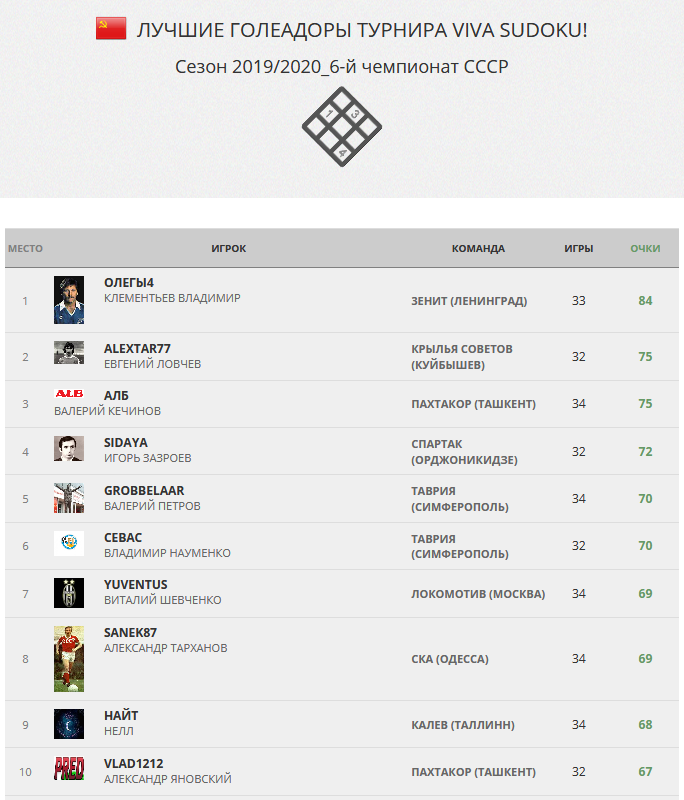 ЛУЧШИЕ ГОЛЕАДОРЫ ТУРНИРА VIVA SUDOKU!
Сезон 2019/2020_6-й чемпионат СССР
1 3
4
МЕСТО ИГРОК КОМАНДА ИГРЫ ОЧКИ
1 ОЛЕГЫ4 КЛЕМЕНТЬЕВ ВЛАДИМИР ЗЕНИТ (ЛЕНИНГРАД) 33 84
2 ALEXTAR77 ЕВГЕНИЙ ЛОВЧЕВ КРЫЛЬЯ СОВЕТОВ (КУЙБЫШЕВ) 32 75
3 ALB АЛБ ВАЛЕРИЙ КЕЧИНОВ ПАХТАКОР (ТАШКЕНТ) 34 75
4 SIDAYA ИГОРЬ ЗАЗРОЕВ СПАРТАК (ОРДЖОНИКИДЗЕ) 32 72
5 GROBBELAAR ВАЛЕРИЙ ПЕТРОВ ТАВРИЯ (СИМФЕРОПОЛЬ) 34 70
6 СЕВАС ВЛАДИМИР НАУМЕНКО ТАВРИЯ (СИМФЕРОПОЛЬ) 32 70
7 YUVENTUS ВИТАЛИЙ ШЕВЧЕНКО ЛОКОМОТИВ (МОСКВА) 34 69
8 SANEK87 АЛЕКСАНДР ТАРХАНОВ СКА (ОДЕССА) 34 69
9 НАЙТ НЕЛЛ КАЛЕВ (ТАЛЛИНН) 34 68
10 PRED VLAD1212 АЛЕКСАНДР ЯНОВСКИЙ ПАХТАКОР (ТАШКЕНТ) 32 67